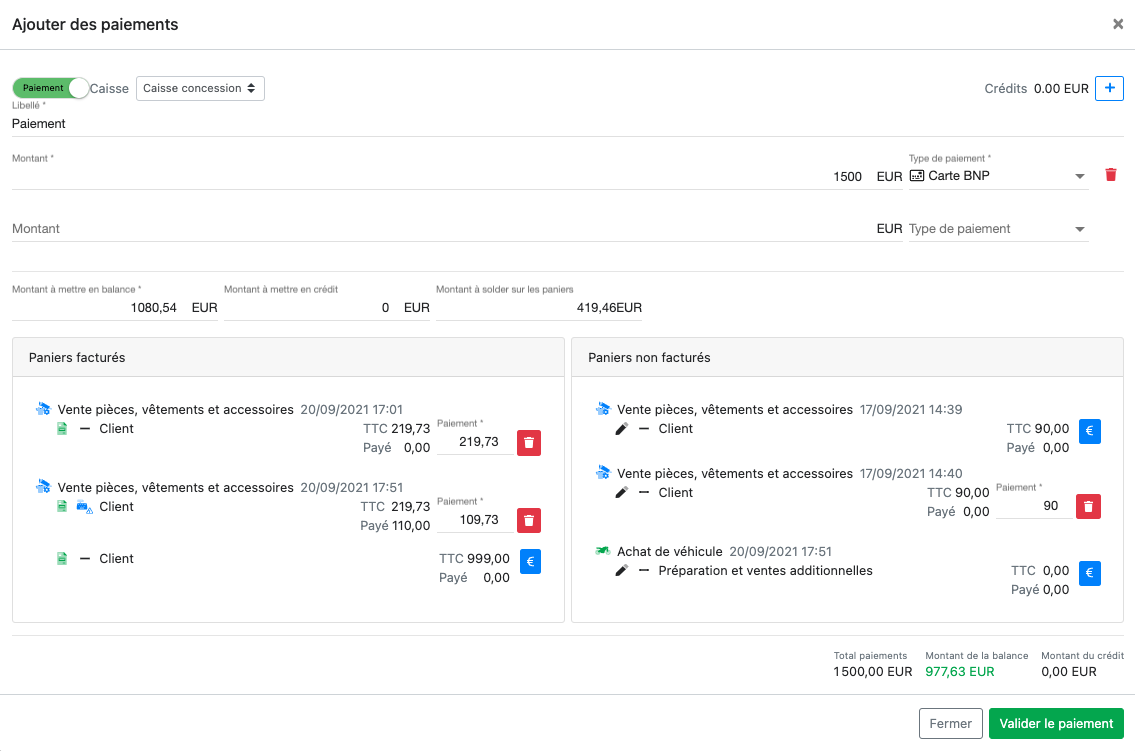 Ajouter des paiements ×
Paiement Caisse Caisse concession Crédits 0.00 EUR +
Libellé *
Paiement
Montant * Type de paiement *
1500 EUR Carte BNP
Montant EUR Type de paiement
Montant à mettre en balance * Montant à mettre en crédit Montant à solder sur les paniers
1080,54 EUR 0 EUR 419,46EUR
Paniers facturés
Vente pièces, vêtements et accessoires 20/09/2021 17:01
Client TTC 219,73 Paiement *
Payé 0,00 219,73
Vente pièces, vêtements et accessoires 20/09/2021 17:51
Client TTC 219,73 Paiement *
Payé 110,00 109,73
Client TTC 999,00 €
Payé 0,00
Paniers non facturés
Vente pièces, vêtements et accessoires 17/09/2021 14:39
Client TTC 90,00 €
Payé 0,00
Vente pièces, vêtements et accessoires 17/09/2021 14:40
Client TTC 90,00 Paiement *
Payé 0,00 90
Achat de véhicule 20/09/2021 17:51
Préparation et ventes additionnelles TTC 0,00 €
Payé 0,00
Total paiements Montant de la balance Montant du crédit
1500,00 EUR 977,63 EUR 0,00 EUR
Fermer Valider le paiement